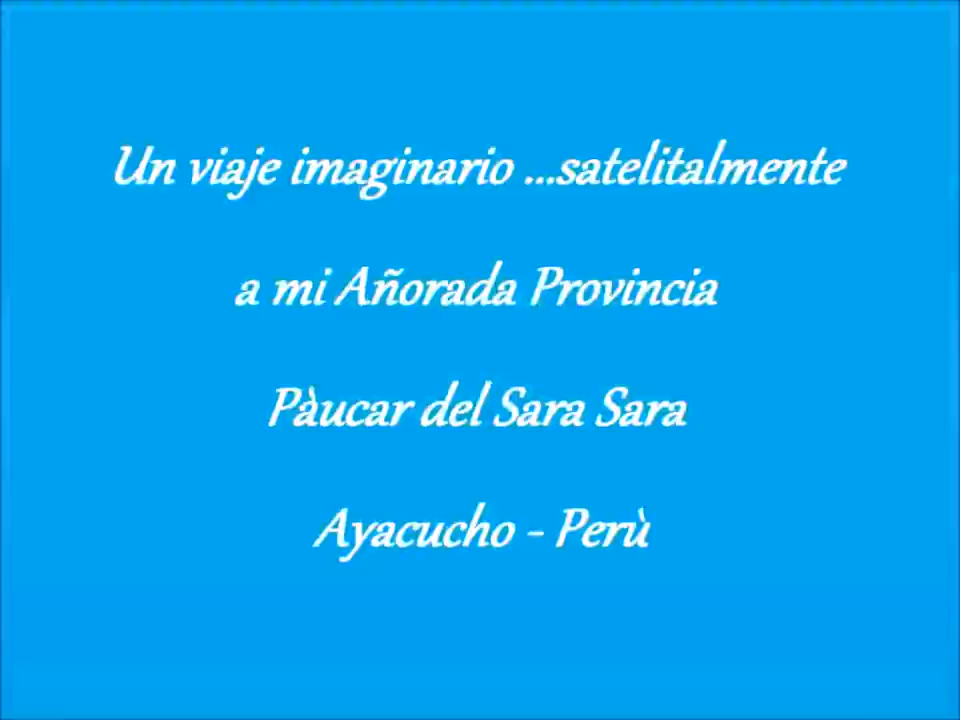 Un viaje imaginario ...satelitalmente
a mi Añorada Provincia
Pàucar del Sara Sara
Ayacucho - Perù